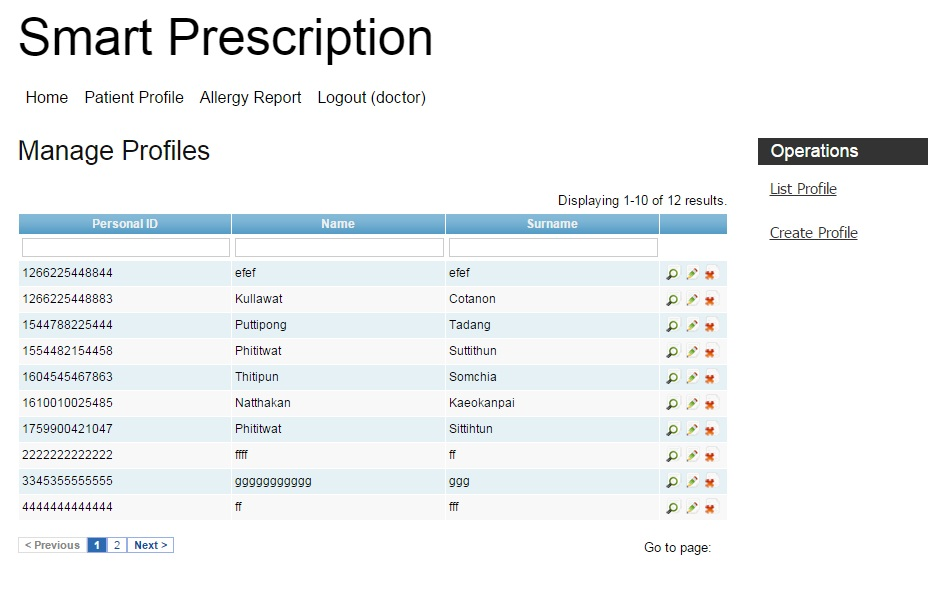 Smart Prescription
Home Patient Profile Allergy Report Logout (doctor)
Manage Profiles
Operations
List Profile
Create Profile
Displaying 1-10 of 12 results.
Personal ID Name Surname
1266225448844 efef efef
1266225448883 Kullawat Cotanon
1544788225444 Puttipong Tadang
1554482154458 Phititwat Suttithun
1604545467863 Thitipun Somchia
1610010025485 Natthakan Kaeokanpai
1759900421047 Phititwat Sittihtun
2222222222222 ffff ff
3345355555555 ggggggggggg ggg
4444444444444 ff fff
< Previous 1 2 Next >
Go to page: